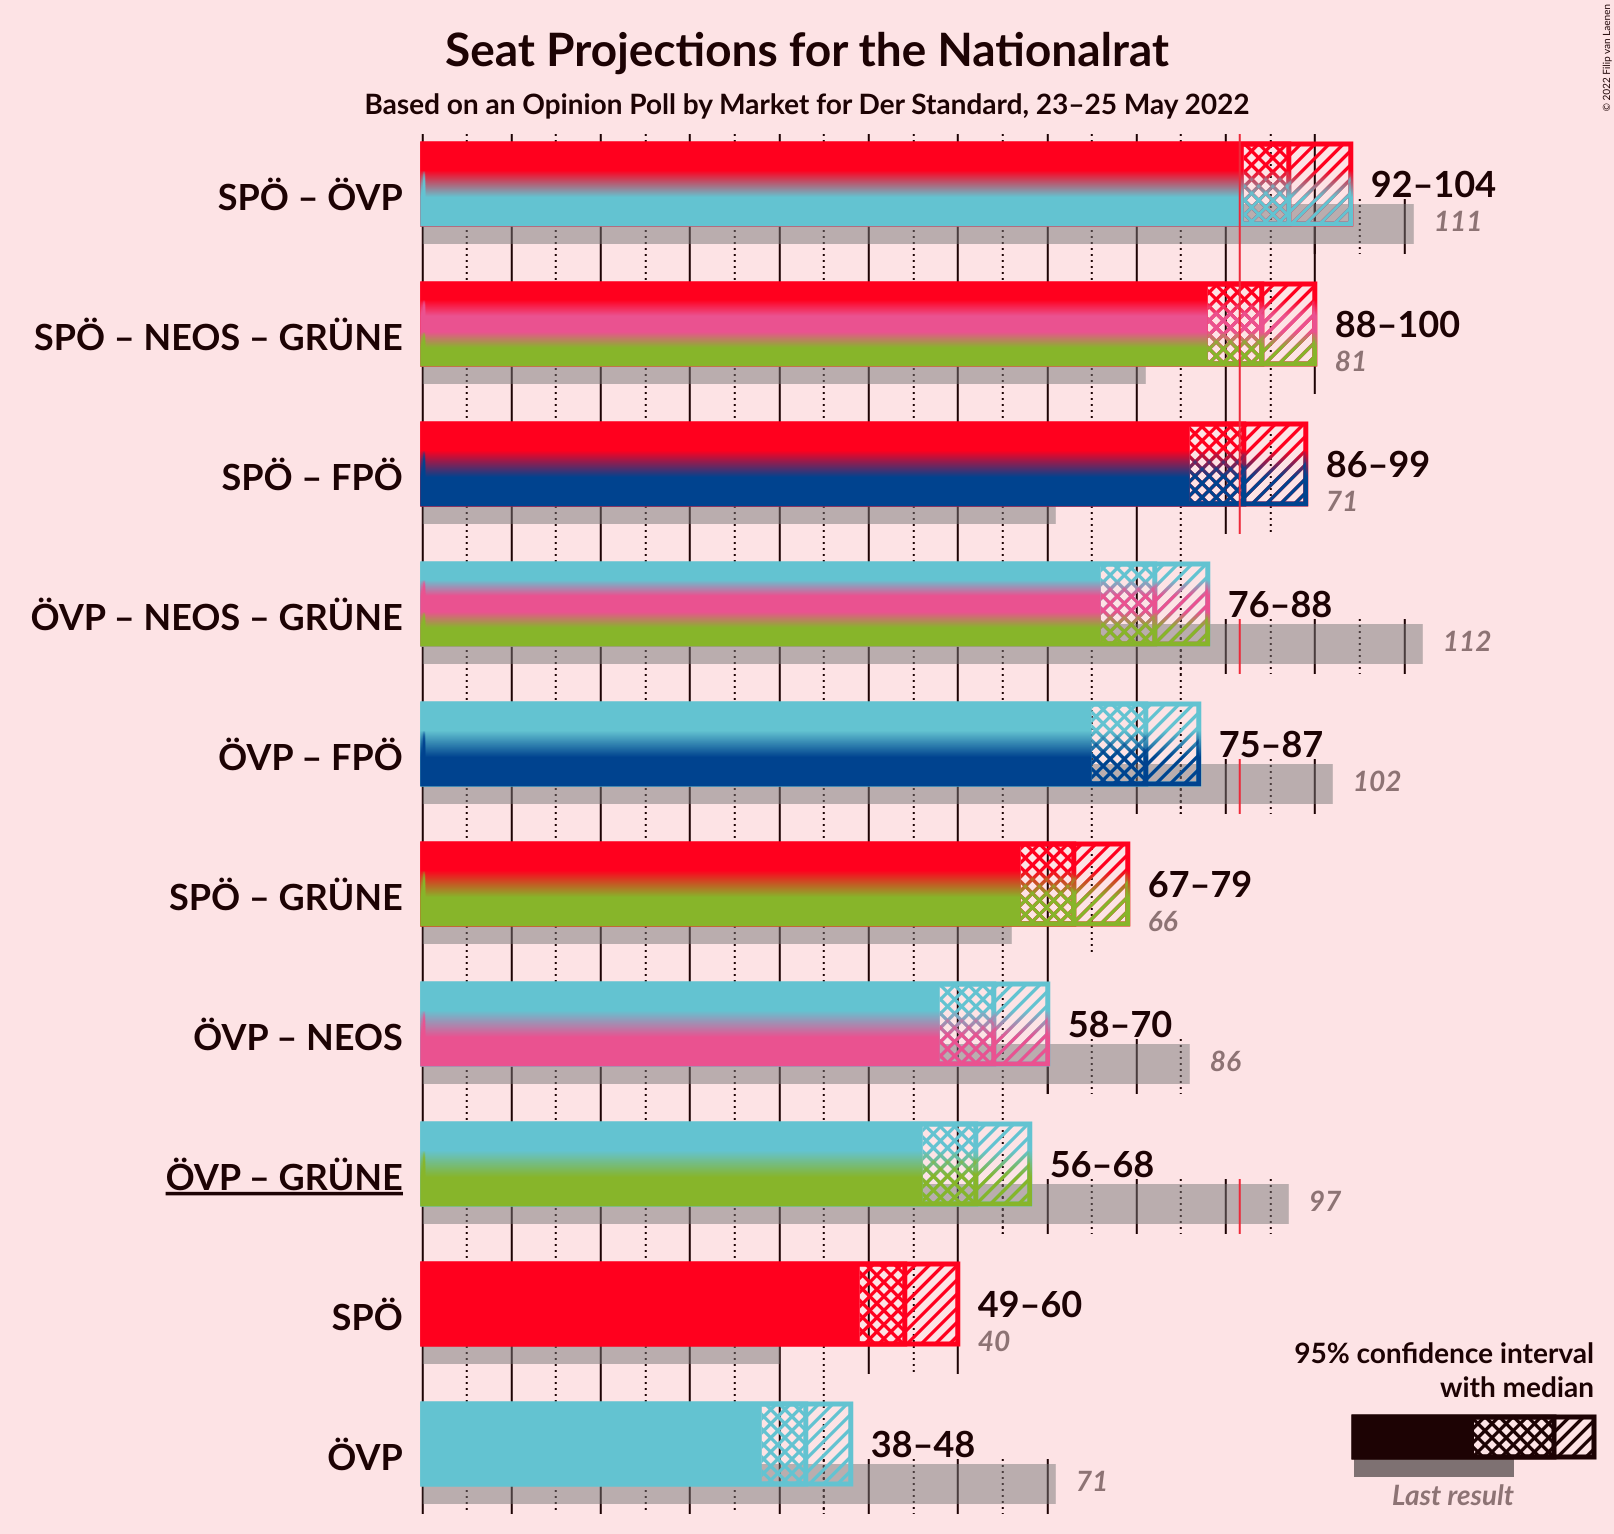 Seat Projections for the Nationalrat
Based on an Opinion Poll by Market for Der Standard, 23–25 May 2022
© 2022 Filip van Laenen
SPÖ – ÖVP
92–104
111
SPÖ – NEOS – GRÜNE
88–100
81
SPÖ – FPÖ
86–99
71
ÖVP – NEOS – GRÜNE
76–88
112
ÖVP – FPÖ
75–87
102
SPÖ – GRÜNE
67–79
66
ÖVP – NEOS
58–70
86
ÖVP – GRÜNE
56–68
97
SPÖ
49–60
40
ÖVP
38–48
71
95% confidence interval
with median
Last result